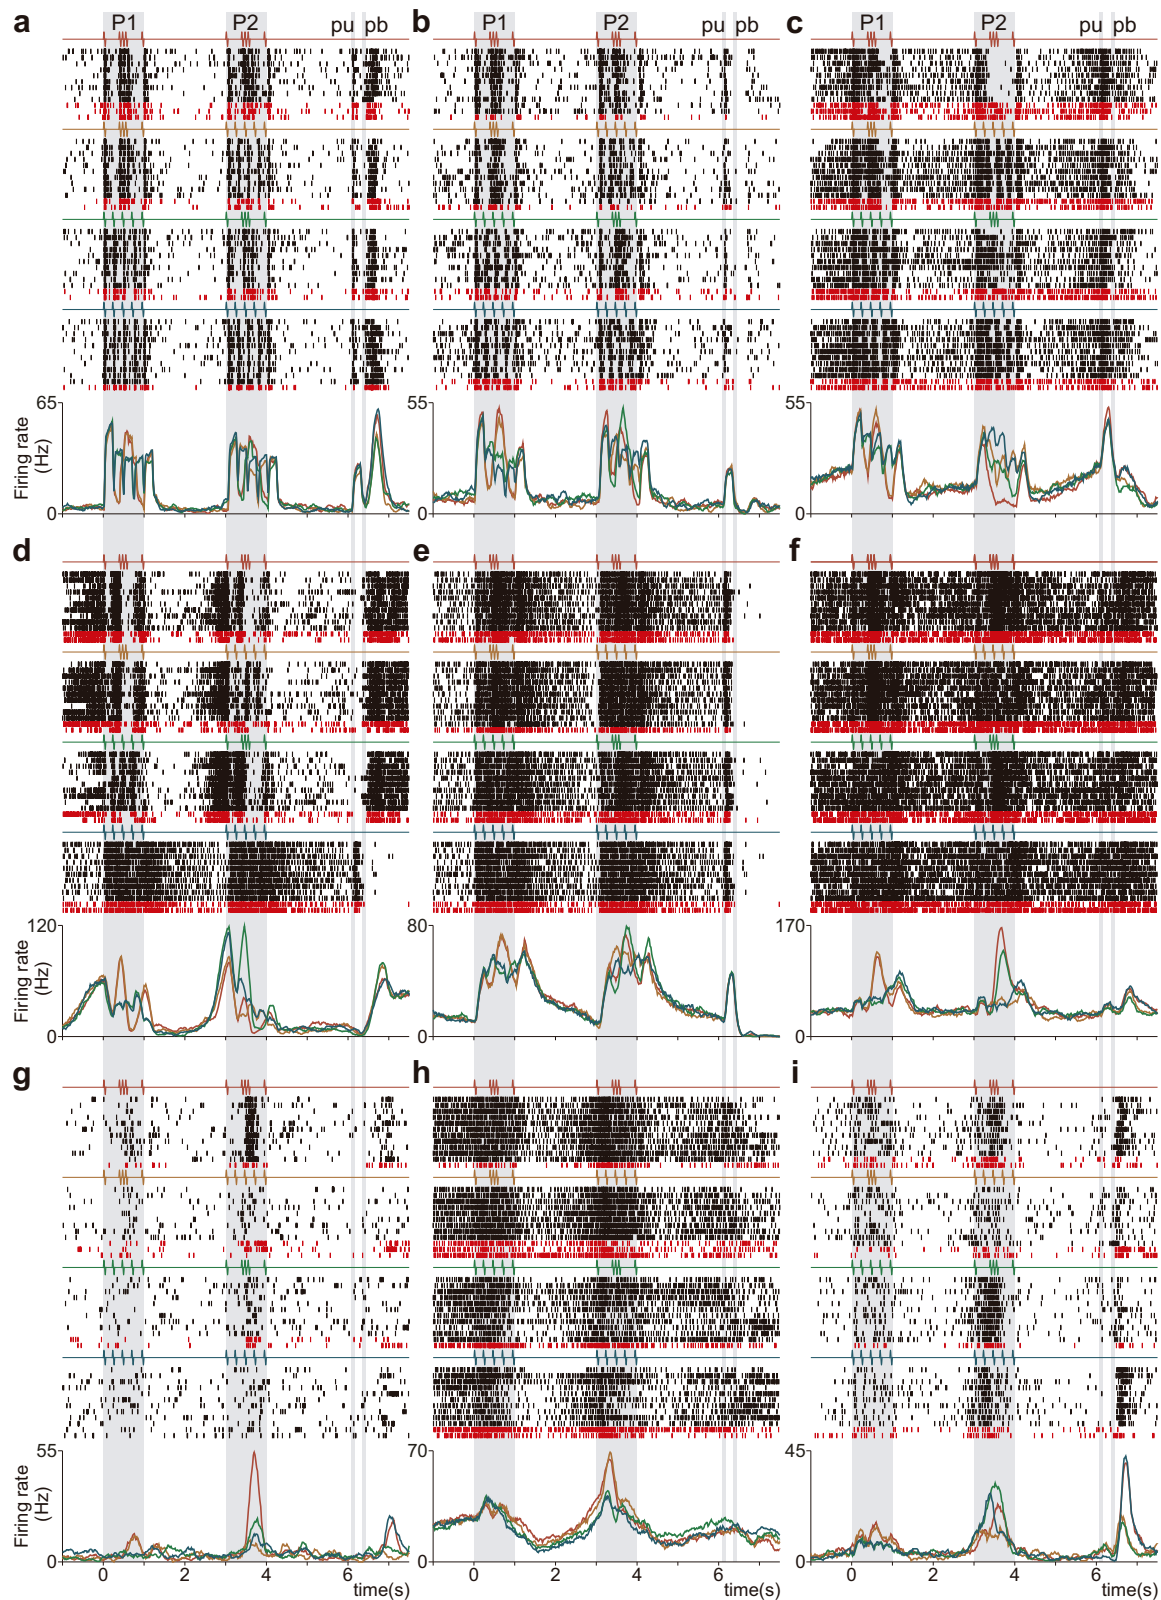 a P1 P2 pu pb b P1 P2 pu pb c P1 P2 pu pb
65 55 55
Firing rate
(Hz)
0 0 0
d e f
120 80 170
Firing rate
(Hz)
0 0 0
g h i
55 70 45
Firing rate
(Hz)
0 0 0
0 2 4 6 0 2 4 6 0 2 4 6
time(s) time(s) time(s)